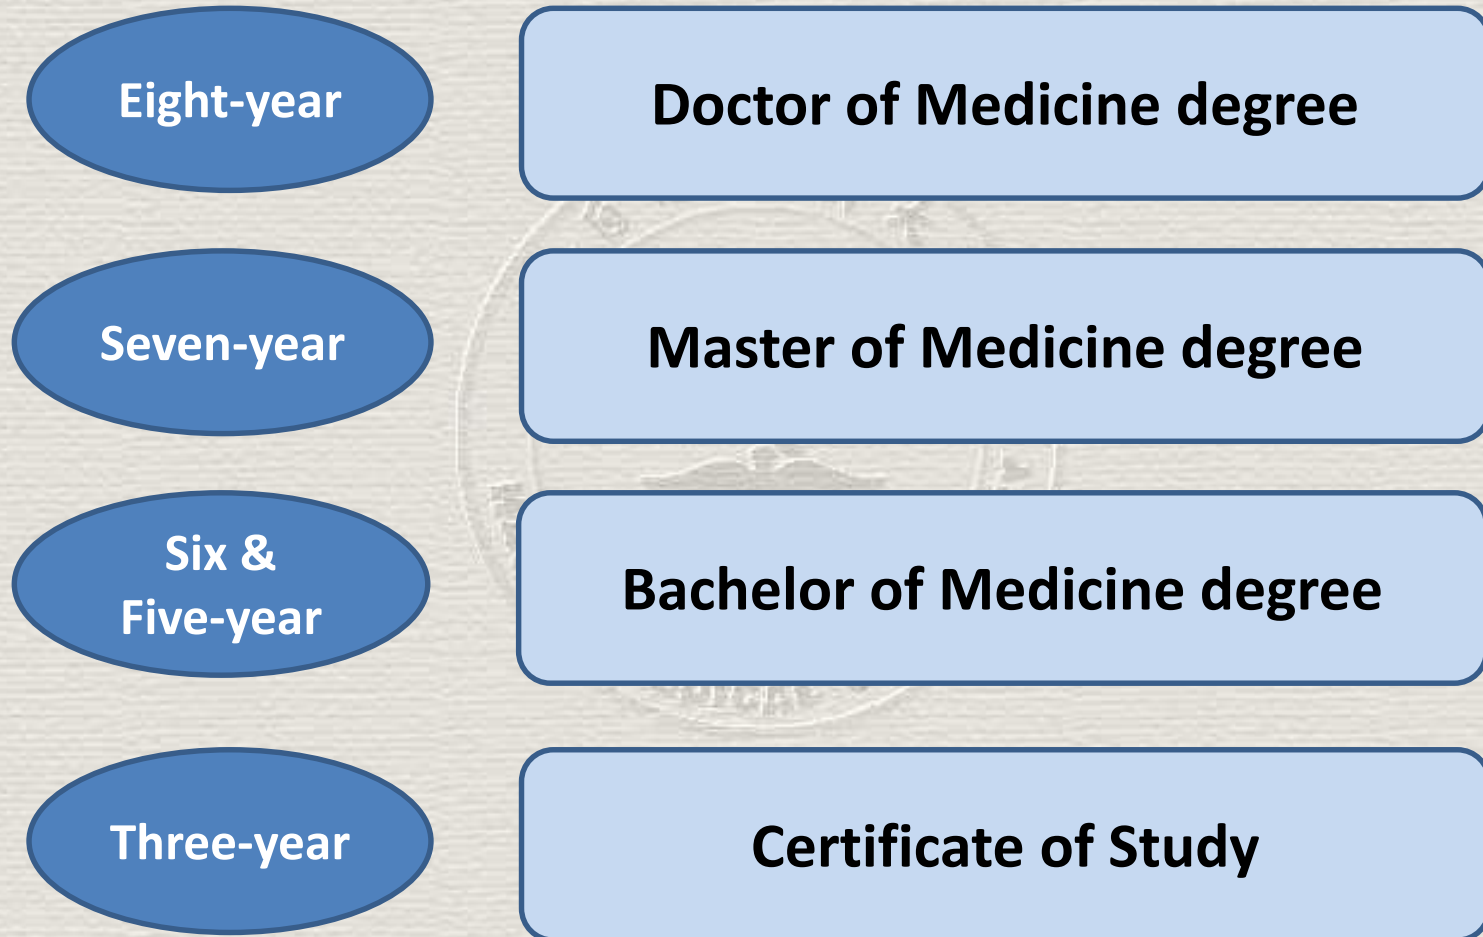 Eight-year
Doctor of Medicine degree
Seven-year
Master of Medicine degree
Six &
Five-year
Bachelor of Medicine degree
Three-year
Certificate of Study